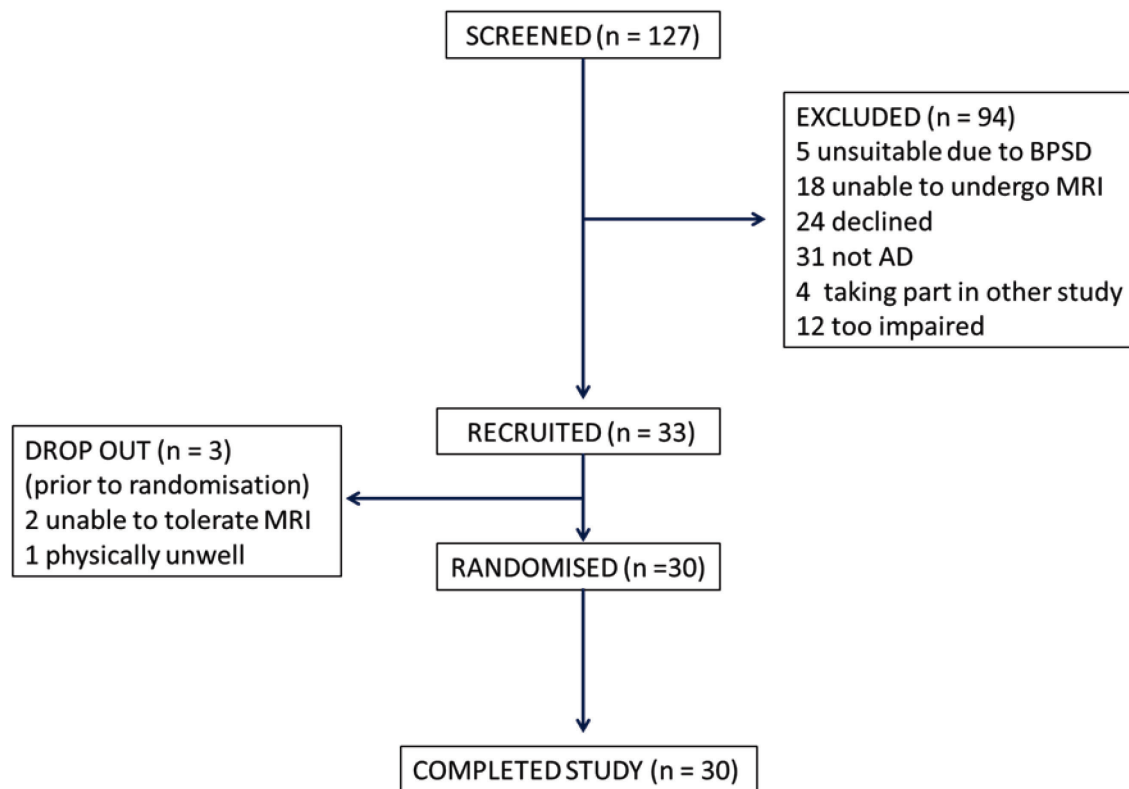 SCREENED (n = 127)
EXCLUDED (n = 94)
5 unsuitable due to BPSD
18 unable to undergo MRI
24 declined
31 not AD
4  taking part in other study
12 too impaired
RECRUITED (n = 33)
DROP OUT (n = 3)
(prior to randomisation)
2 unable to tolerate MRI
1 physically unwell
RANDOMISED (n =30)
COMPLETED STUDY (n = 30)